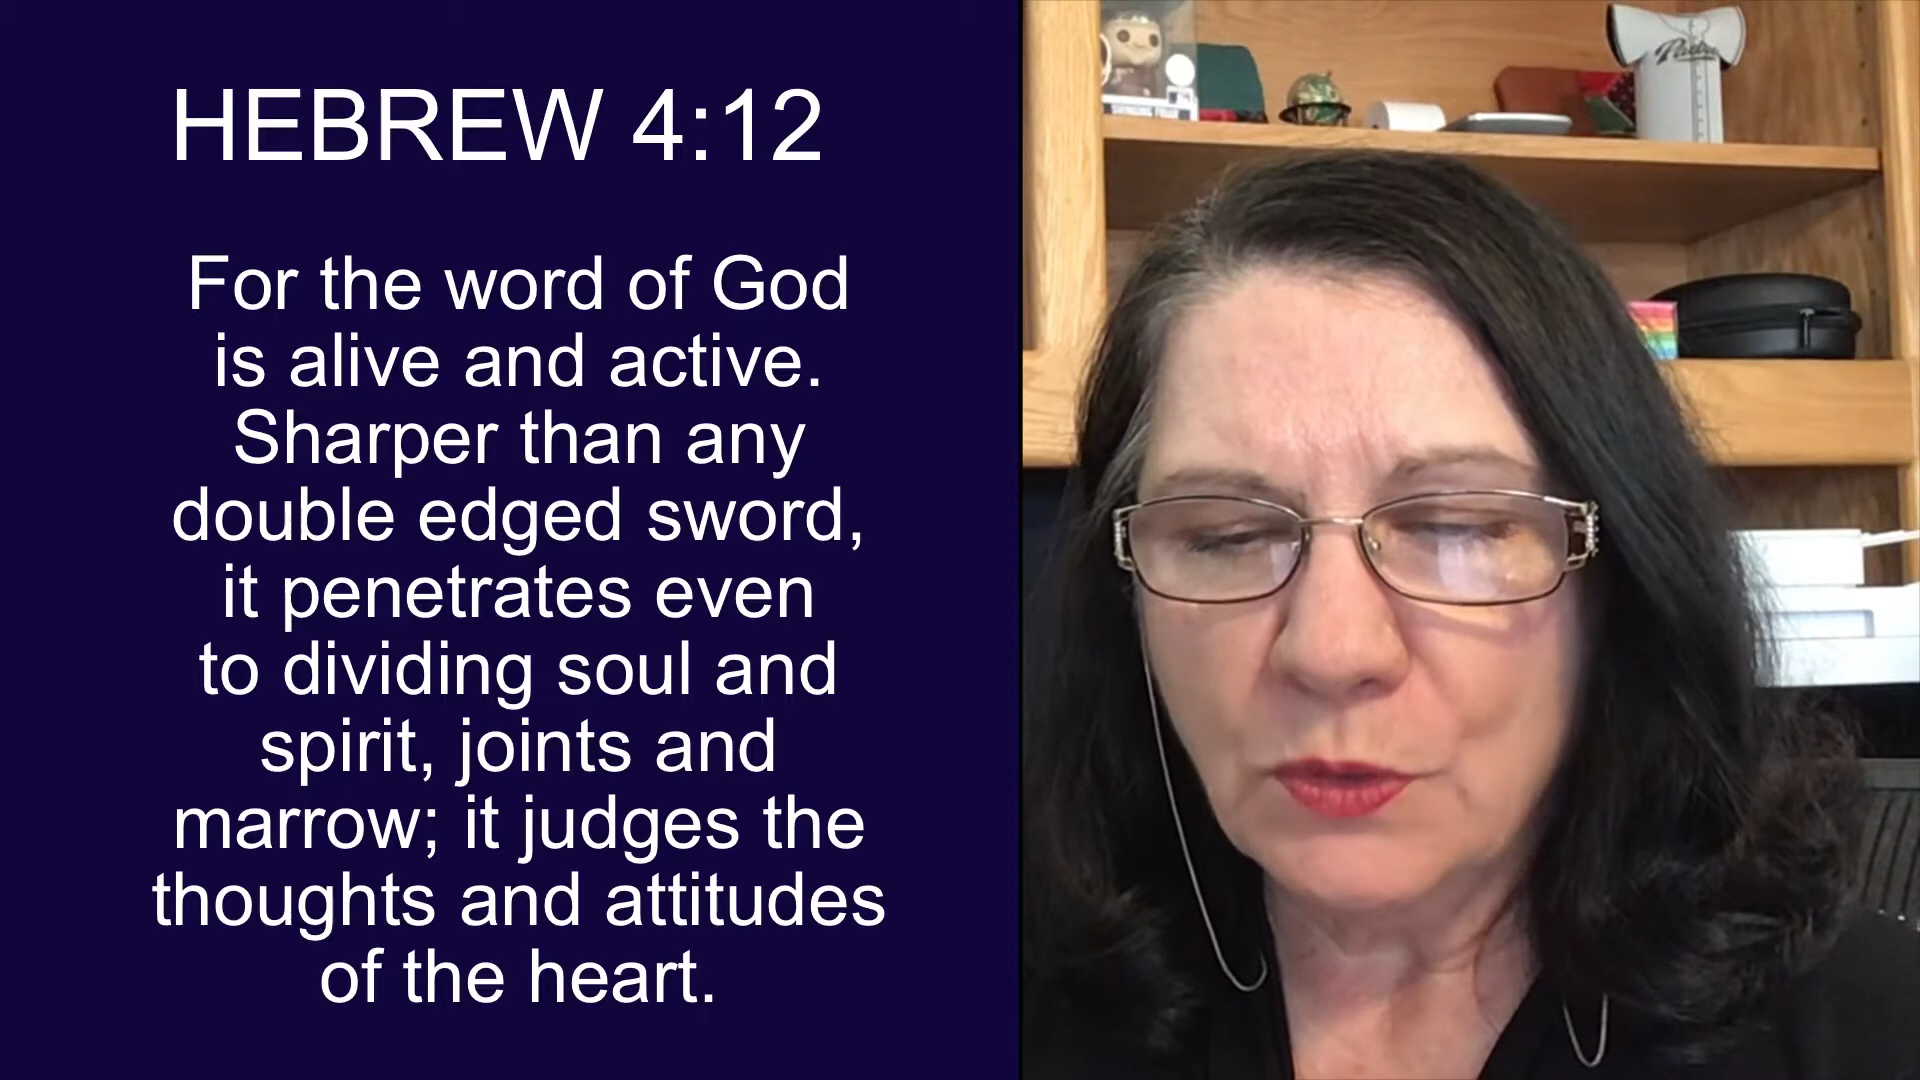 HEBREW 4:12
For the word of God
is alive and active.
Sharper than any
double edged sword,
it penetrates even
to dividing soul and
spirit, joints and
marrow; it judges the
thoughts and attitudes
of the heart.
Padres